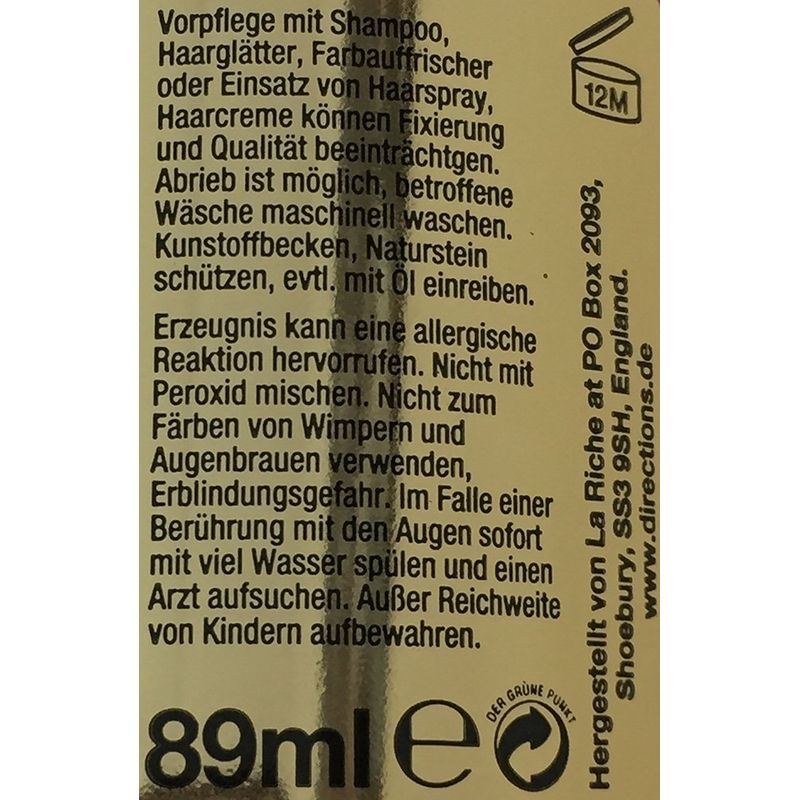 Vorpflege mit Shampoo,
Haarglätter, Farbauffrischer
oder Einsatz von Haarspray,
Haarcreme können Fixierung
und Qualität beeinträchtgen.
Abrieb ist möglich, betroffene
Wäsche maschinell waschen.
Kunstoffbecken, Naturstein
schützen, evtl. mit Öl einreiben.
Erzeugnis kann eine allergische
Reaktion hervorrufen. Nicht mit
Peroxid mischen. Nicht zum
Färben von Wimpern und
Augenbrauen verwenden,
Erblindungsgefahr. Im Falle einer
Berührung mit den Augen sofort
mit viel Wasser spülen und einen
Arzt aufsuchen. Außer Reichweite
von Kindern aufbewahren.
89ml e
DER GRÜNE PUNKT
12M
Hergestellt von La Riche at PO Box 2093,
Shoebury, SS3 9SH, England.
www.directions.de